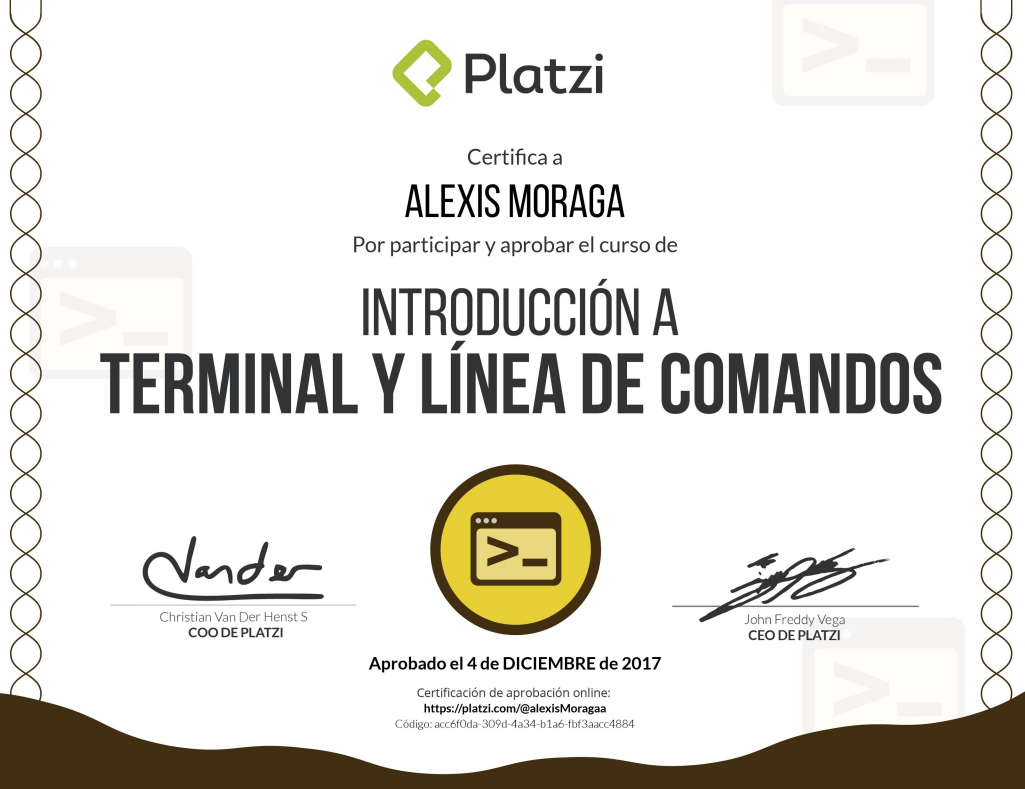 Platzi
Certifica a
ALEXIS MORAGA
Por participar y aprobar el curso de
INTRODUCCIÓN A
TERMINAL Y LÍNEA DE COMANDOS
Vander
Christian Van Der Henst S
COO DE PLATZI
John Freddy Vega
CEO DE PLATZI
Aprobado el 4 de DICIEMBRE de 2017
Certificación de aprobación online:
https://platzi.com/@alexisMoragaa
Código: acc6f0da-309d-4a34-b1a6-fbf3aacc4884